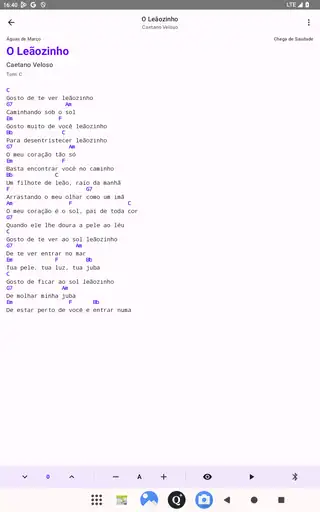 16:40
LTE
O Leãozinho
Caetano Veloso
Águas de Março
Chega de Saudade
O Leãozinho
Caetano Veloso
Tom: C
C
Gosto de te ver leãozinho
G7 Am
Caminhando sob o sol
Em F
Gosto muito de você leãozinho
Bb C
Para desentristecer leãozinho
G7 Am
O meu coração tão só
Em F
Basta encontrar você no caminho
Bb C
Um filhote de leão, raio da manhã
F G7
Arrastando o meu olhar como um imã
Am F C
O meu coração é o sol, pai de toda cor
G7
Quando ele lhe doura a pele ao léu
C
Gosto de te ver ao sol leãozinho
G7 Am
De te ver entrar no mar
Em F Bb
Tua pele, tua luz, tua juba
C
Gosto de ficar ao sol leãozinho
G7 Am
De molhar minha juba
Em F Bb
De estar perto de você e entrar numa
0
A
Q